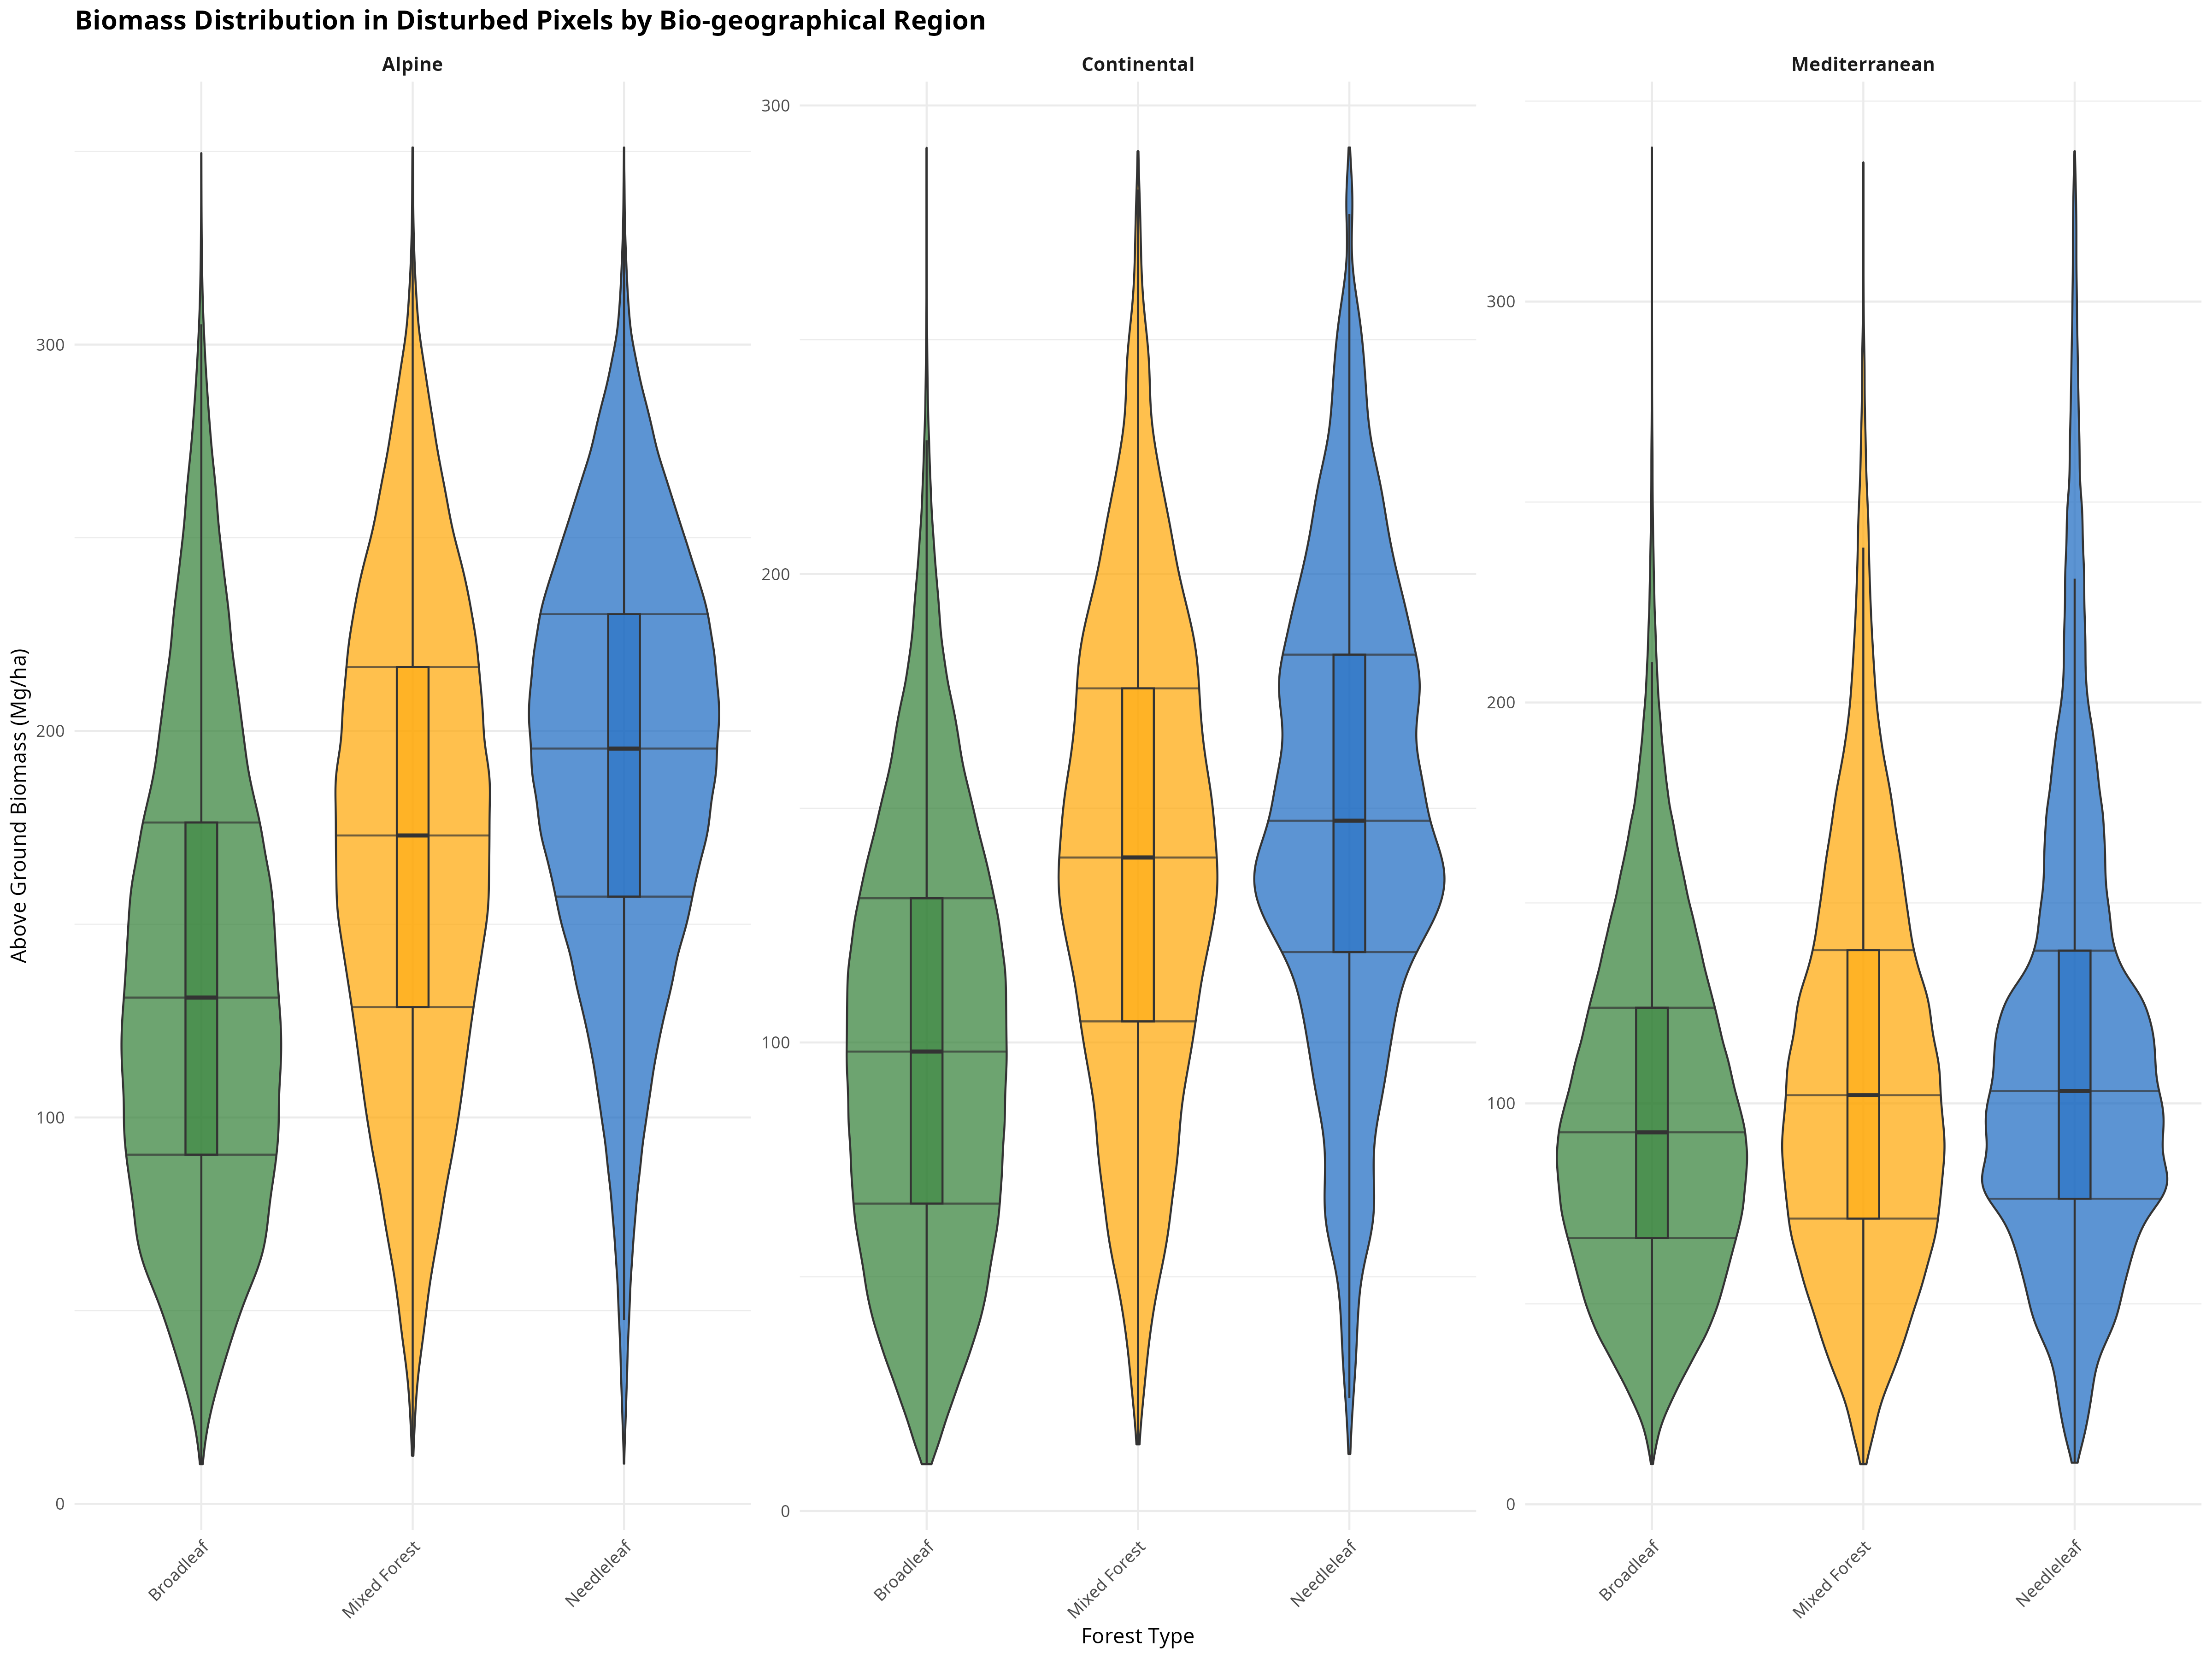 Biomass Distribution in Disturbed Pixels by Bio-geographical Region
Alpine
Continental
Mediterranean
Above Ground Biomass (Mg/ha)
300
200
100
0
300
200
100
0
300
200
100
0
Broadleaf
Mixed Forest
Needleleaf
Broadleaf
Mixed Forest
Needleleaf
Broadleaf
Mixed Forest
Needleleaf
Forest Type